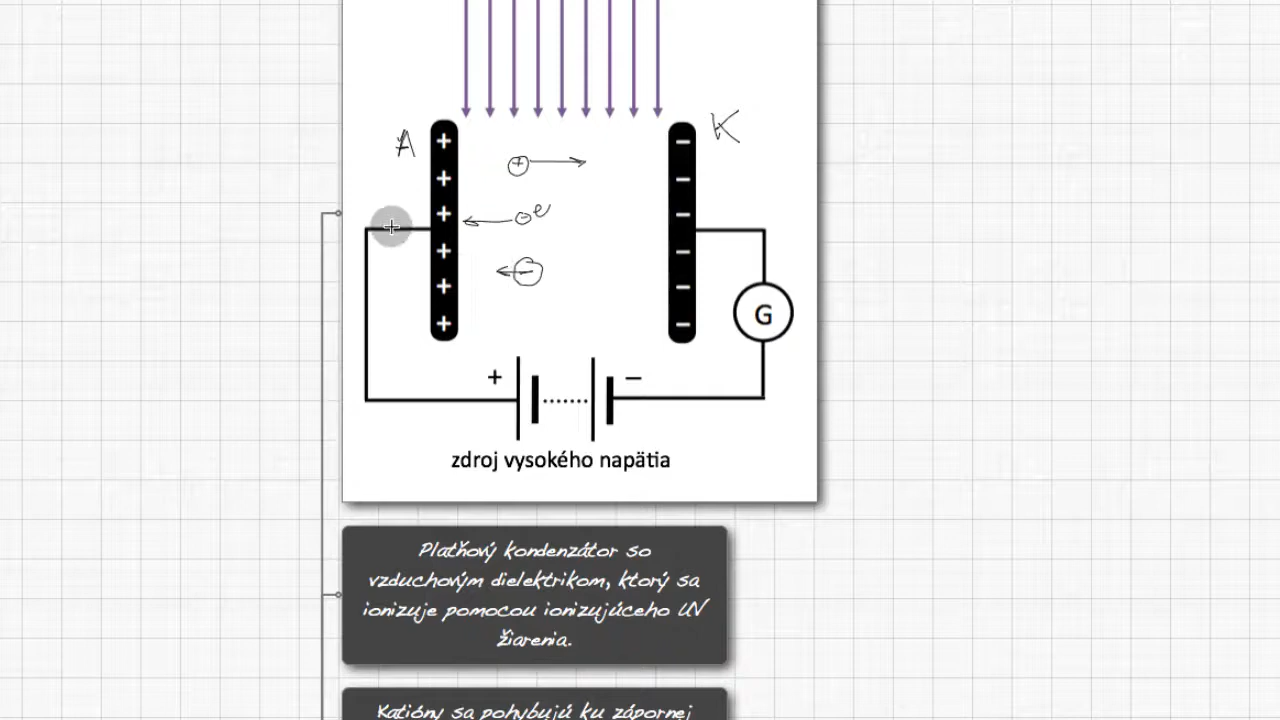 A
K
+
−
+
−
+
e
+
−
−
+
−
+
−
G
+
−
+
−
zdroj vysokého napätia
Platňový kondenzátor so
vzduchovým dielektrikom, ktorý sa
ionizuje pomocou ionizujúceho UV
žiarenia.
Katióny sa pohybujú ku zápornej